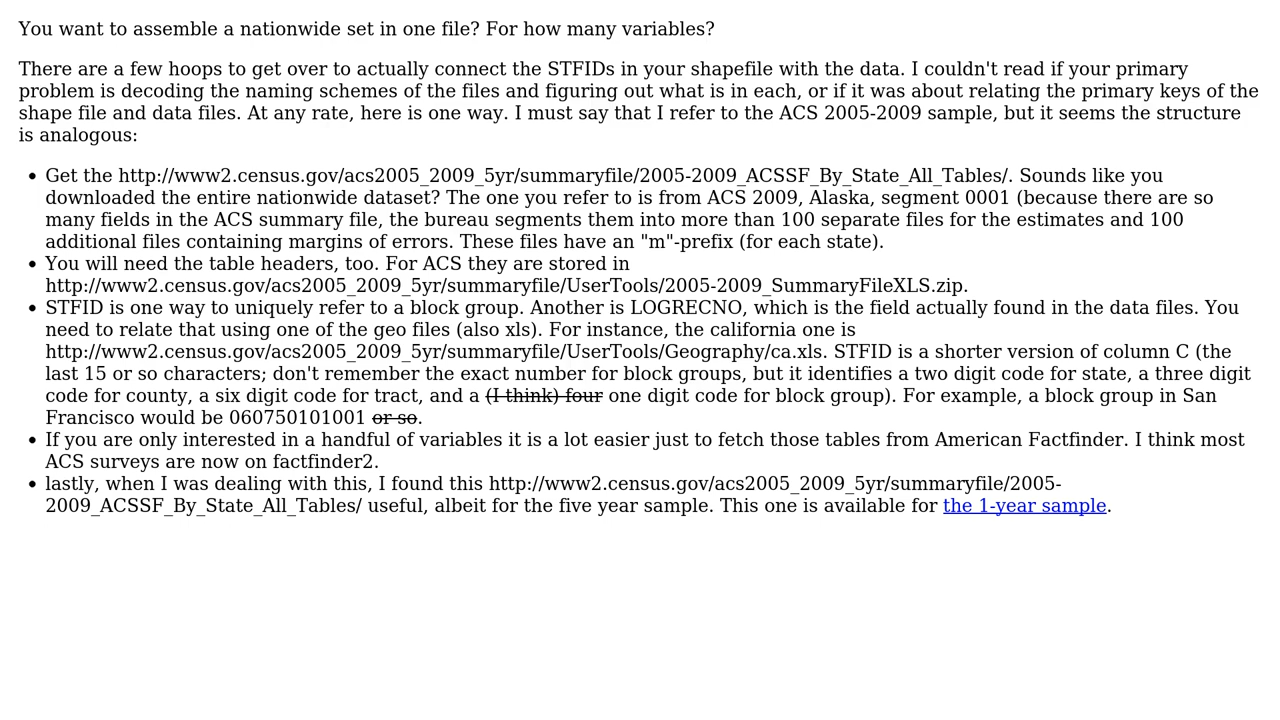 You want to assemble a nationwide set in one file? For how many variables?
There are a few hoops to get over to actually connect the STFIDs in your shapefile with the data. I couldn't read if your primary
problem is decoding the naming schemes of the files and figuring out what is in each, or if it was about relating the primary keys of the
shape file and data files. At any rate, here is one way. I must say that I refer to the ACS 2005-2009 sample, but it seems the structure
is analogous:
• Get the http://www2.census.gov/acs2005_2009_5yr/summaryfile/2005-2009_ACSSF_By_State_All_Tables/. Sounds like you
downloaded the entire nationwide dataset? The one you refer to is from ACS 2009, Alaska, segment 0001 (because there are so
many fields in the ACS summary file, the bureau segments them into more than 100 separate files for the estimates and 100
additional files containing margins of errors. These files have an "m"-prefix (for each state).
• You will need the table headers, too. For ACS they are stored in
http://www2.census.gov/acs2005_2009_5yr/summaryfile/UserTools/2005-2009_SummaryFileXLS.zip.
• STFID is one way to uniquely refer to a block group. Another is LOGRECNO, which is the field actually found in the data files. You
need to relate that using one of the geo files (also xls). For instance, the california one is
http://www2.census.gov/acs2005_2009_5yr/summaryfile/UserTools/Geography/ca.xls. STFID is a shorter version of column C (the
last 15 or so characters; don't remember the exact number for block groups, but it identifies a two digit code for state, a three digit
code for county, a six digit code for tract, and a (I think) four one digit code for block group). For example, a block group in San
Francisco would be 060750101001 or so.
• If you are only interested in a handful of variables it is a lot easier just to fetch those tables from American Factfinder. I think most
ACS surveys are now on factfinder2.
• lastly, when I was dealing with this, I found this http://www2.census.gov/acs2005_2009_5yr/summaryfile/2005-
2009_ACSSF_By_State_All_Tables/ useful, albeit for the five year sample. This one is available for the 1-year sample.